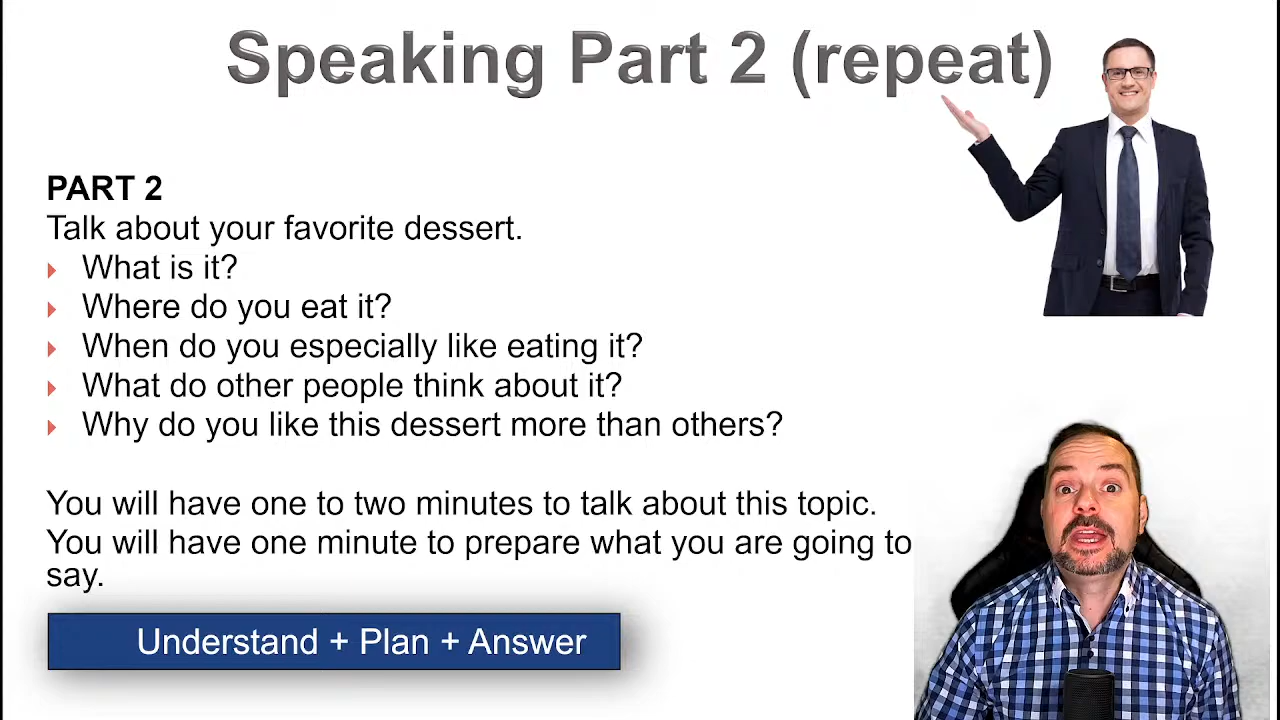 Speaking Part 2 (repeat)
PART 2
Talk about your favorite dessert.
What is it?
Where do you eat it?
When do you especially like eating it?
What do other people think about it?
Why do you like this dessert more than others?
You will have one to two minutes to talk about this topic.
You will have one minute to prepare what you are going to
say.
Understand + Plan + Answer